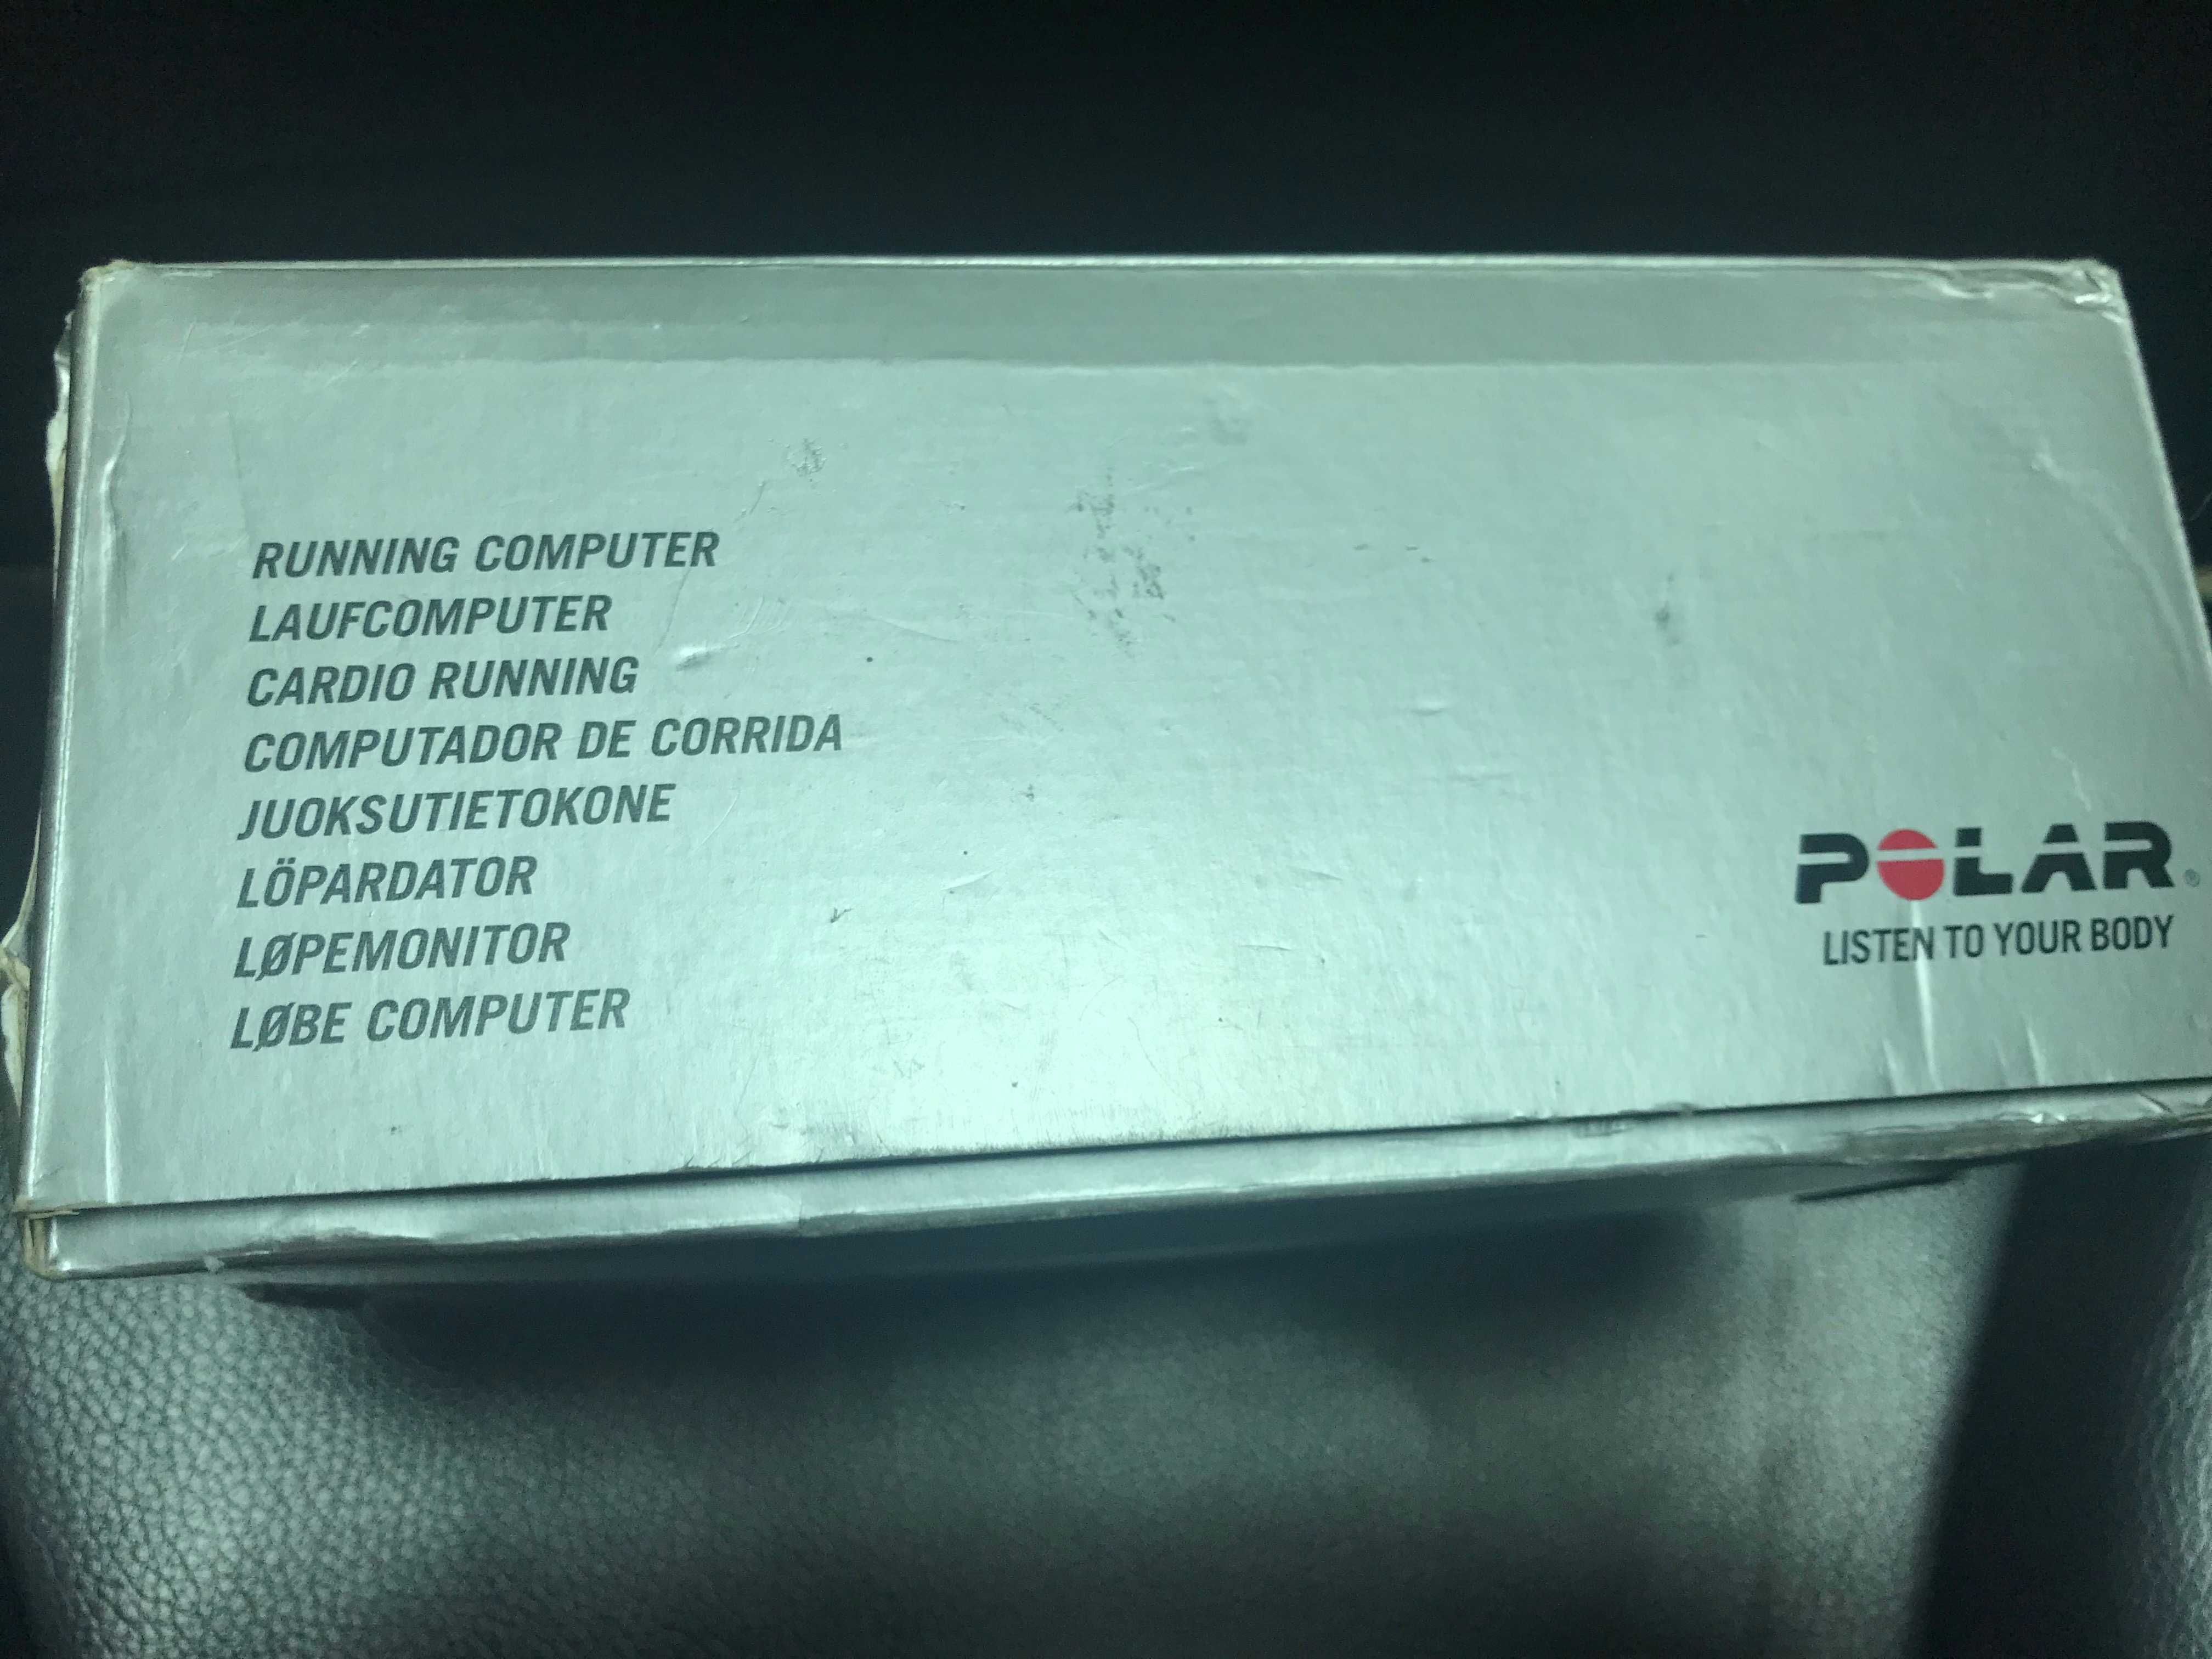 RUNNING COMPUTER
LAUFCOMPUTER
CARDIO RUNNING
COMPUTADOR DE CORRIDA
JUOKSUTIETOKONE
LÖPARDATOR
LØPEMONITOR
LØBE COMPUTER
POLAR®
LISTEN TO YOUR BODY